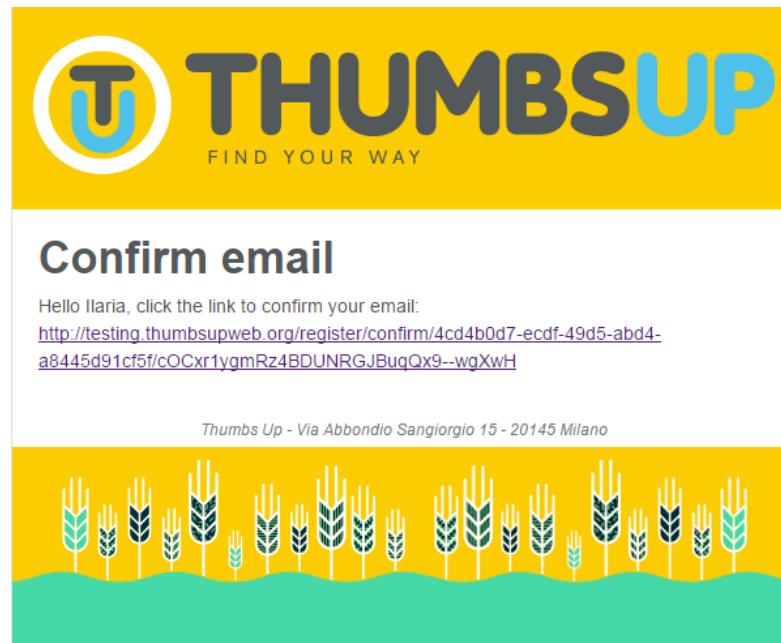 TU THUMBSUP
FIND YOUR WAY
Confirm email
Hello Ilaria, click the link to confirm your email:
http://testing.thumbsupweb.org/register/confirm/4cd4b0d7-ecdf-49d5-abd4-
a8445d91cf5f/cOCxr1ygmRz4BDUNRGJBuqQx9--wgXwH
Thumbs Up - Via Abbondio Sangiorgio 15 - 20145 Milano